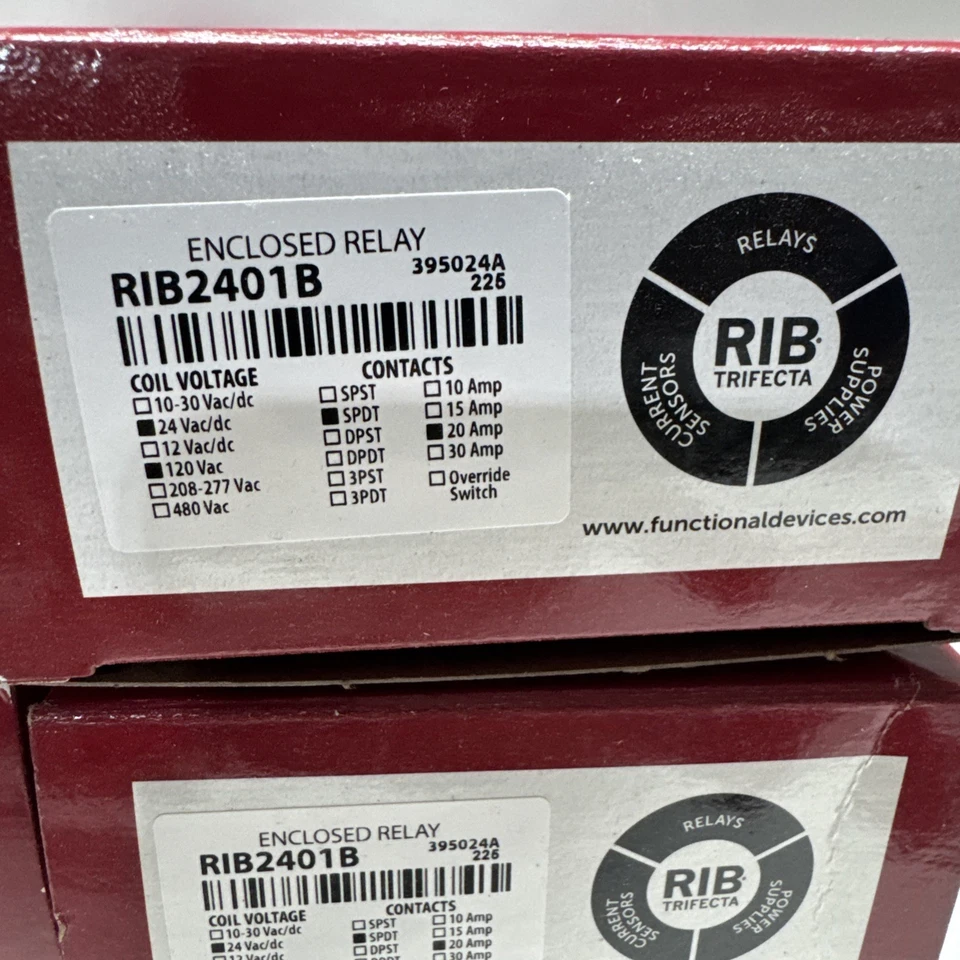 ENCLOSED RELAY
RIB2401B 395024A
226
COIL VOLTAGE
☐ 10-30 Vac/dc
■ 24 Vac/dc
☐ 12 Vac/dc
■ 120 Vac
☐ 208-277 Vac
☐ 480 Vac
CONTACTS
☐ SPST
■ SPDT
☐ DPST
☐ DPDT
☐ 3PST
☐ 3PDT
☐ 10 Amp
☐ 15 Amp
■ 20 Amp
☐ 30 Amp
☐ Override
Switch
RELAYS
CURRENT
SENSORS
POWER
SUPPLIES
RIB
TRIFECTA
www.functionaldevices.com
ENCLOSED RELAY
RIB2401B 395024A
226
COIL VOLTAGE
☐ 10-30 Vac/dc
■ 24 Vac/dc
☐ 12 Vac/dc
CONTACTS
☐ SPST
■ SPDT
☐ DPST
☐ 10 Amp
☐ 15 Amp
■ 20 Amp
☐ 30 Amp
RELAYS
CURRENT
SENSORS
POWER
SUPPLIES
RIB
TRIFECTA